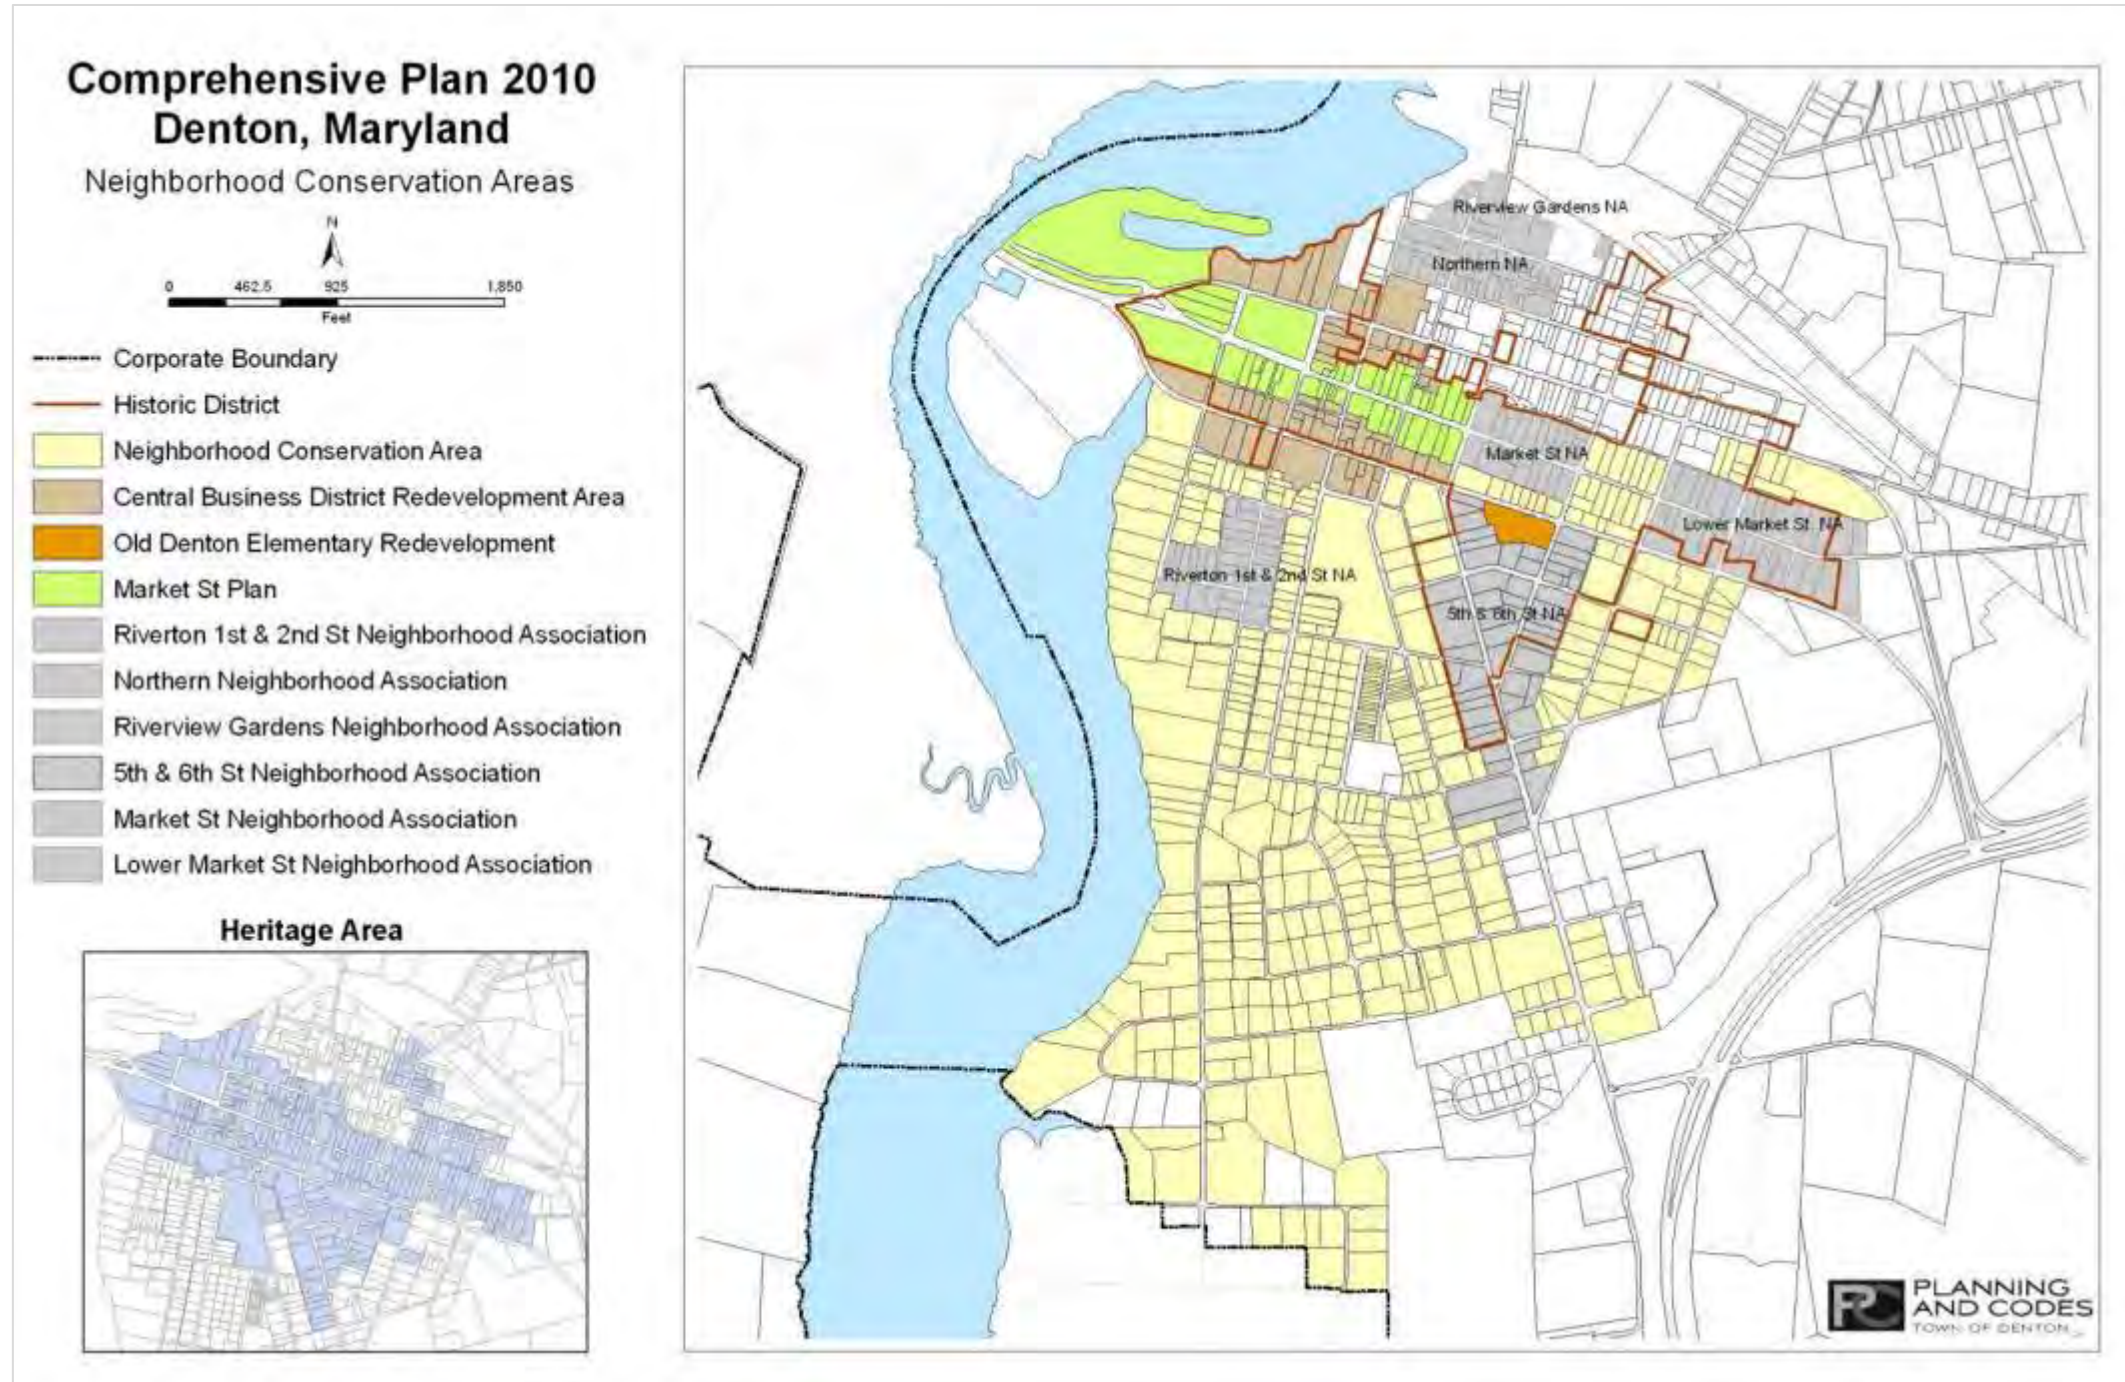 Comprehensive Plan 2010
Denton, Maryland
Neighborhood Conservation Areas
N
0 462.5 925 1,850
Feet
Corporate Boundary
Historic District
Neighborhood Conservation Area
Central Business District Redevelopment Area
Old Denton Elementary Redevelopment
Market St Plan
Riverton 1st & 2nd St Neighborhood Association
Northern Neighborhood Association
Riverview Gardens Neighborhood Association
5th & 6th St Neighborhood Association
Market St Neighborhood Association
Lower Market St Neighborhood Association
Heritage Area
Riverview Gardens NA
Northern NA
Market St NA
Lower Market St NA
Riverton 1st & 2nd St NA
5th & 6th St NA
PC
PLANNING
AND CODES
TOWN OF DENTON